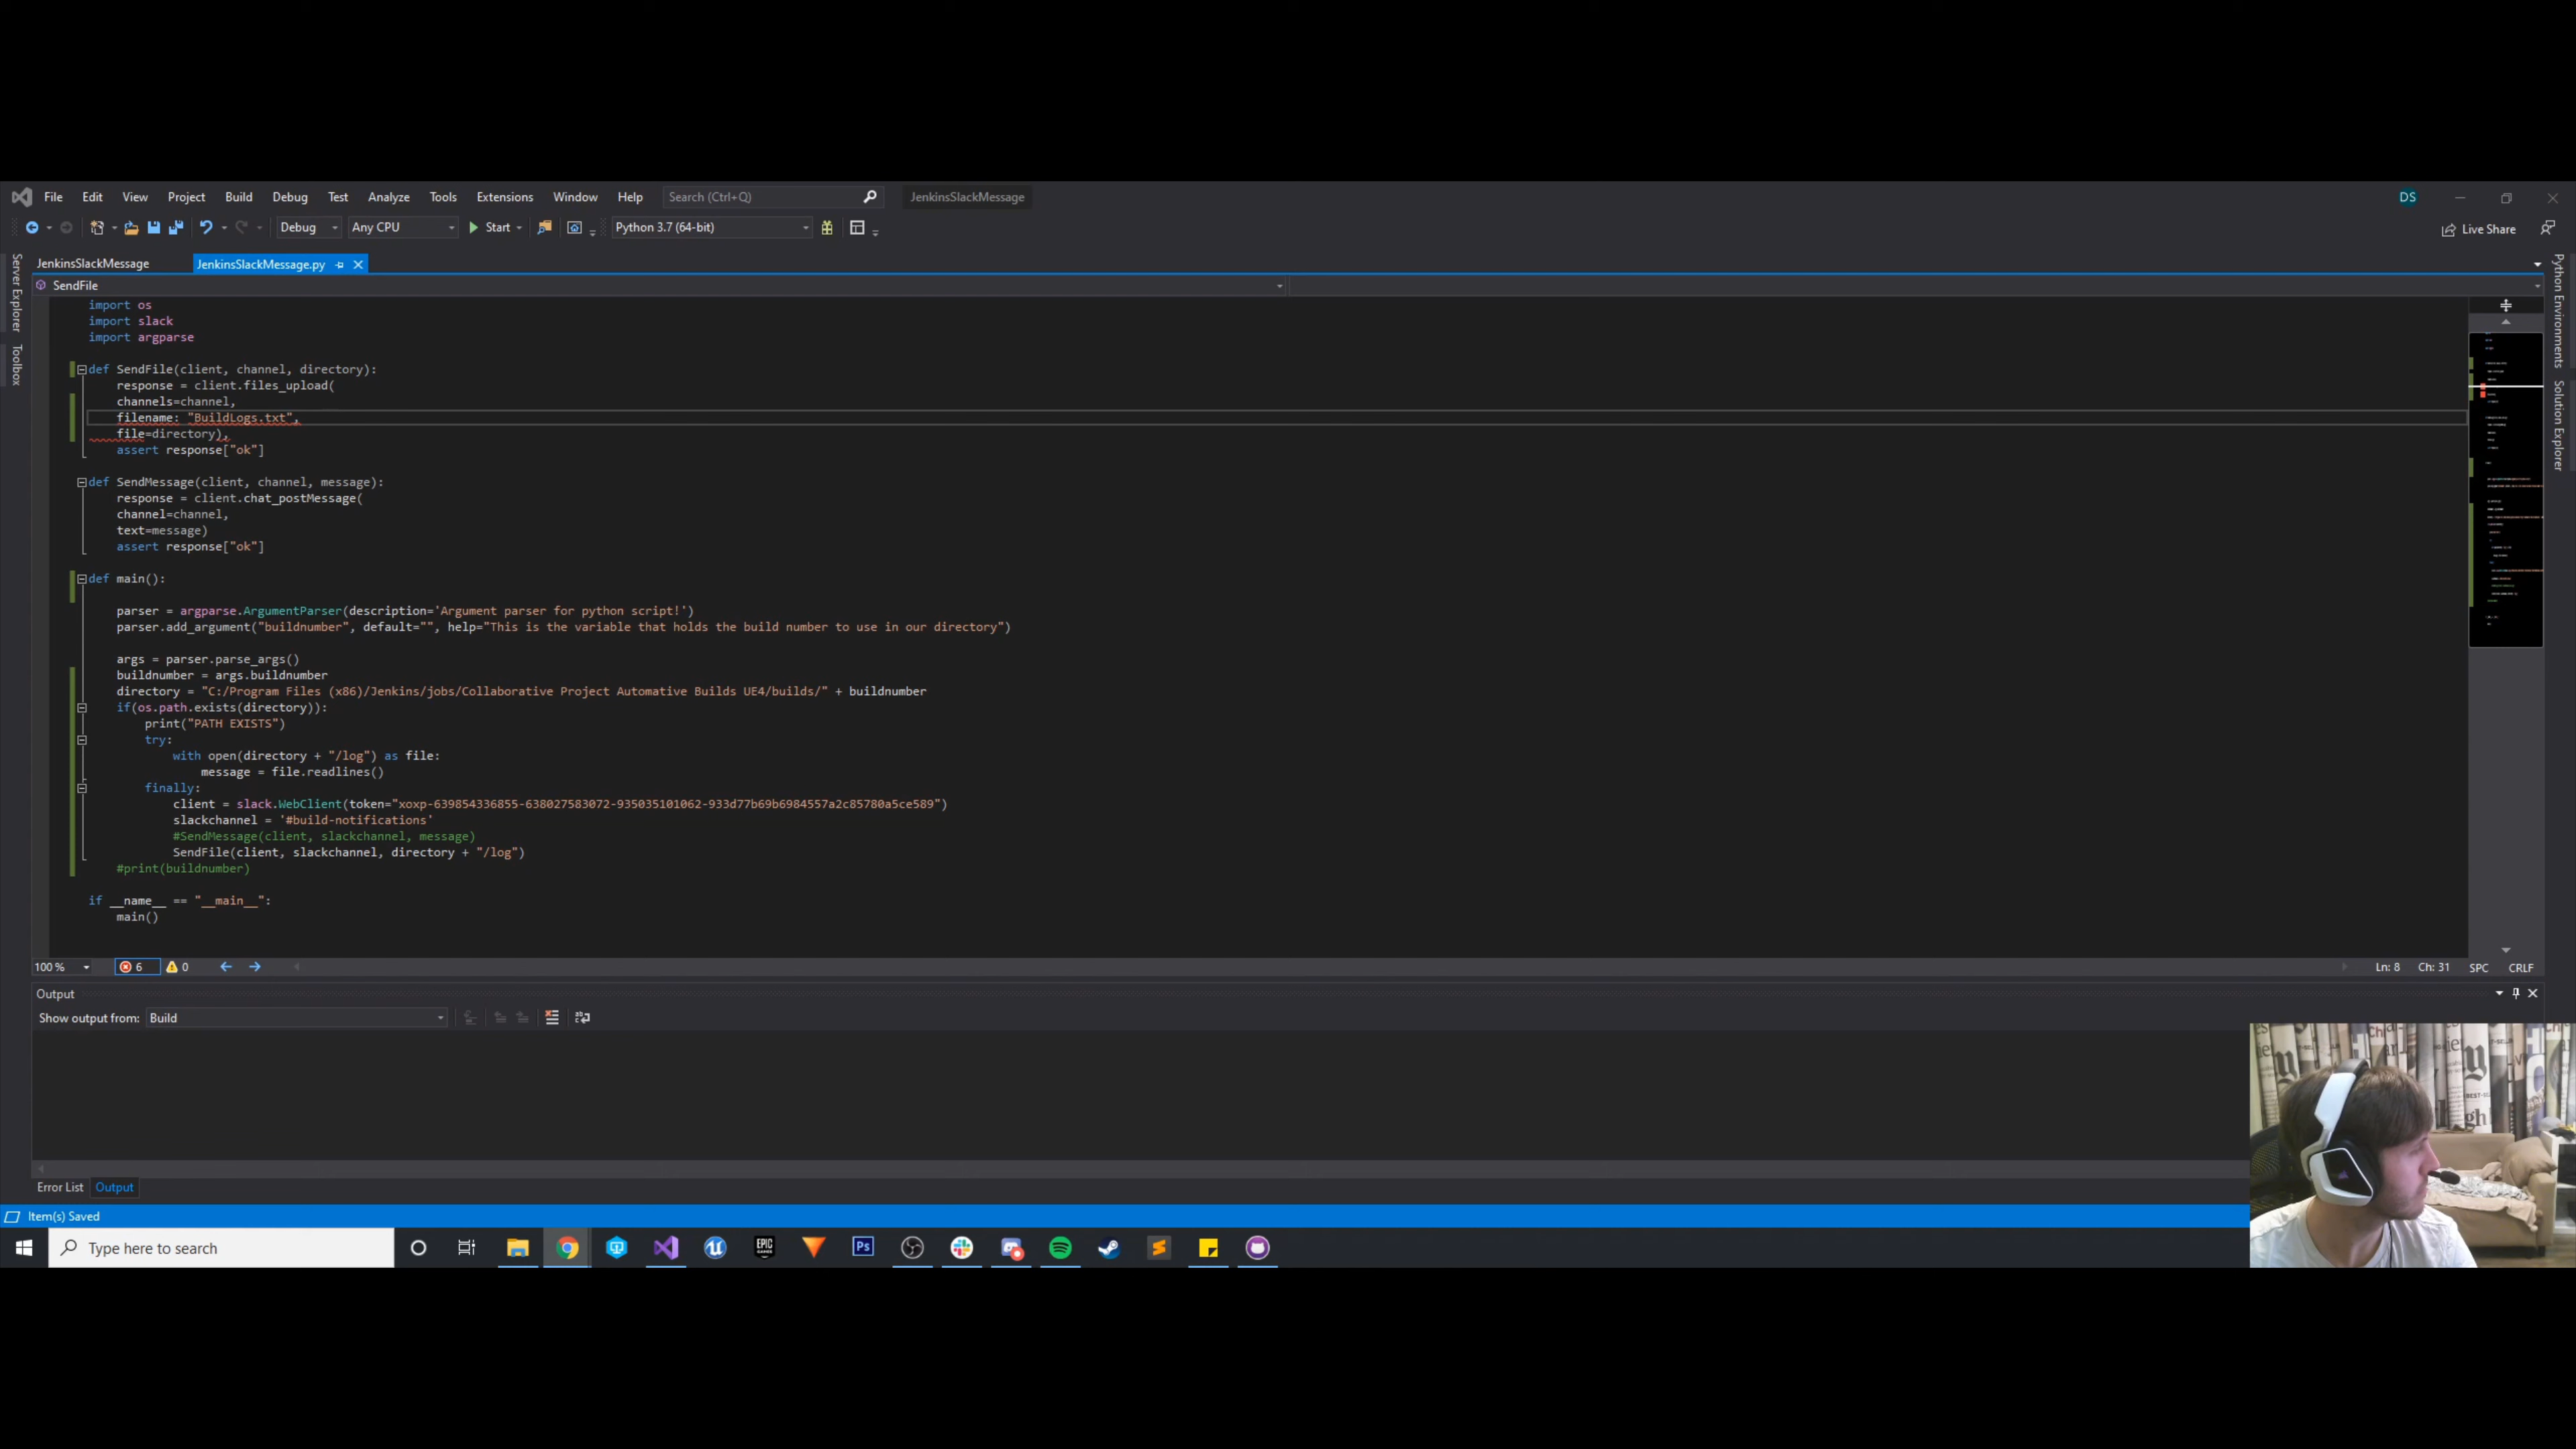 File Edit View Project Build Debug Test Analyze Tools Extensions Window Help Search (Ctrl+Q) JenkinsSlackMessage DS
Debug Any CPU Start Python 3.7 (64-bit) Live Share
JenkinsSlackMessage JenkinsSlackMessage.py
SendFile
Server Explorer
Toolbox
Python Environments
Solution Explorer
import os
import slack
import argparse
def SendFile(client, channel, directory):
response = client.files_upload(
channels=channel,
filename: "BuildLogs.txt",
file=directory),
assert response["ok"]
def SendMessage(client, channel, message):
response = client.chat_postMessage(
channel=channel,
text=message)
assert response["ok"]
def main():
parser = argparse.ArgumentParser(description='Argument parser for python script!')
parser.add_argument("buildnumber", default="", help="This is the variable that holds the build number to use in our directory")
args = parser.parse_args()
buildnumber = args.buildnumber
directory = "C:/Program Files (x86)/Jenkins/jobs/Collaborative Project Automative Builds UE4/builds/" + buildnumber
if(os.path.exists(directory)):
print("PATH EXISTS")
try:
with open(directory + "/log") as file:
message = file.readlines()
finally:
client = slack.WebClient(token="xoxp-639854336855-638027583072-935035101062-933d77b69b6984557a2c85780a5ce589")
slackchannel = '#build-notifications'
#SendMessage(client, slackchannel, message)
SendFile(client, slackchannel, directory + "/log")
#print(buildnumber)
if __name__ == "__main__":
main()
100 % 6 0 Ln: 8 Ch: 31 SPC CRLF
Output
Show output from: Build
Error List Output
Item(s) Saved
Type here to search